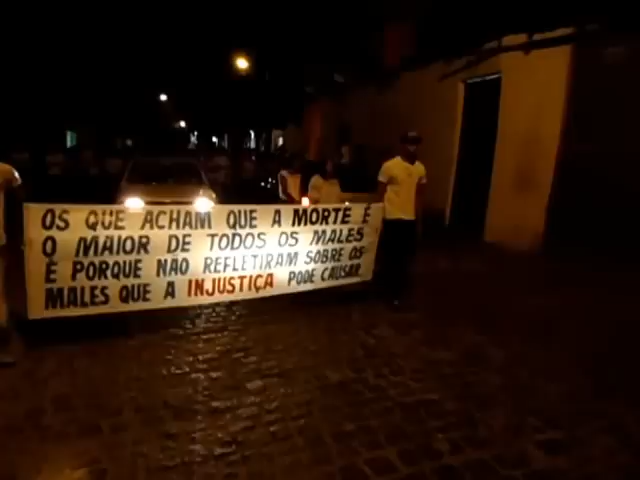 OS QUE ACHAM QUE A MORTE É
O MAIOR DE TODOS OS MALES
É PORQUE NÃO REFLETIRAM SOBRE OS
MALES QUE A INJUSTIÇA PODE CAUSAR.